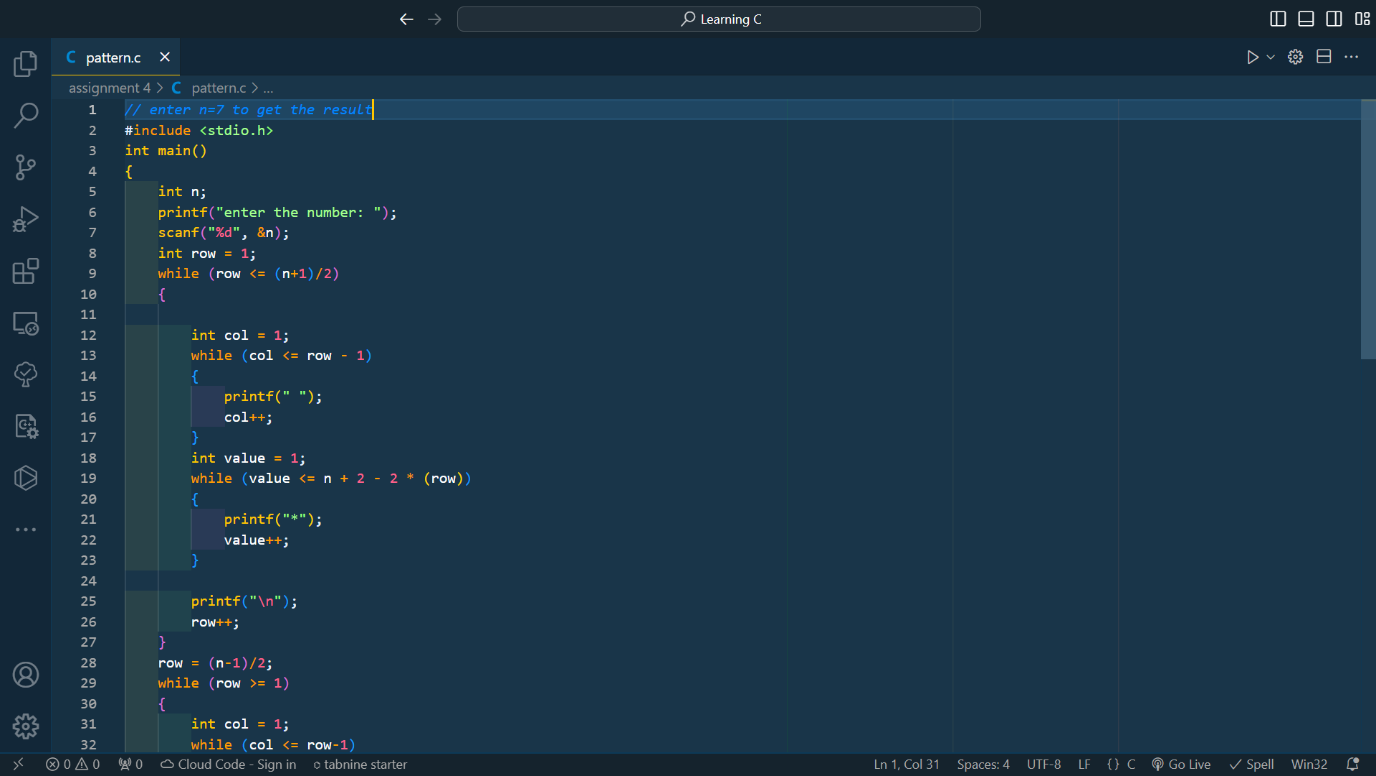 Learning C
C pattern.c
assignment 4 > C pattern.c > ...
1 // enter n=7 to get the result
2 #include <stdio.h>
3 int main()
4 {
5     int n;
6     printf("enter the number: ");
7     scanf("%d", &n);
8     int row = 1;
9     while (row <= (n+1)/2)
10     {
11
12         int col = 1;
13         while (col <= row - 1)
14         {
15             printf(" ");
16             col++;
17         }
18         int value = 1;
19         while (value <= n + 2 - 2 * (row))
20         {
21             printf("*");
22             value++;
23         }
24
25         printf("\n");
26         row++;
27     }
28     row = (n-1)/2;
29     while (row >= 1)
30     {
31         int col = 1;
32         while (col <= row-1)
0 0 0 Cloud Code - Sign in tabnine starter Ln 1, Col 31 Spaces: 4 UTF-8 LF {} C Go Live Spell Win32